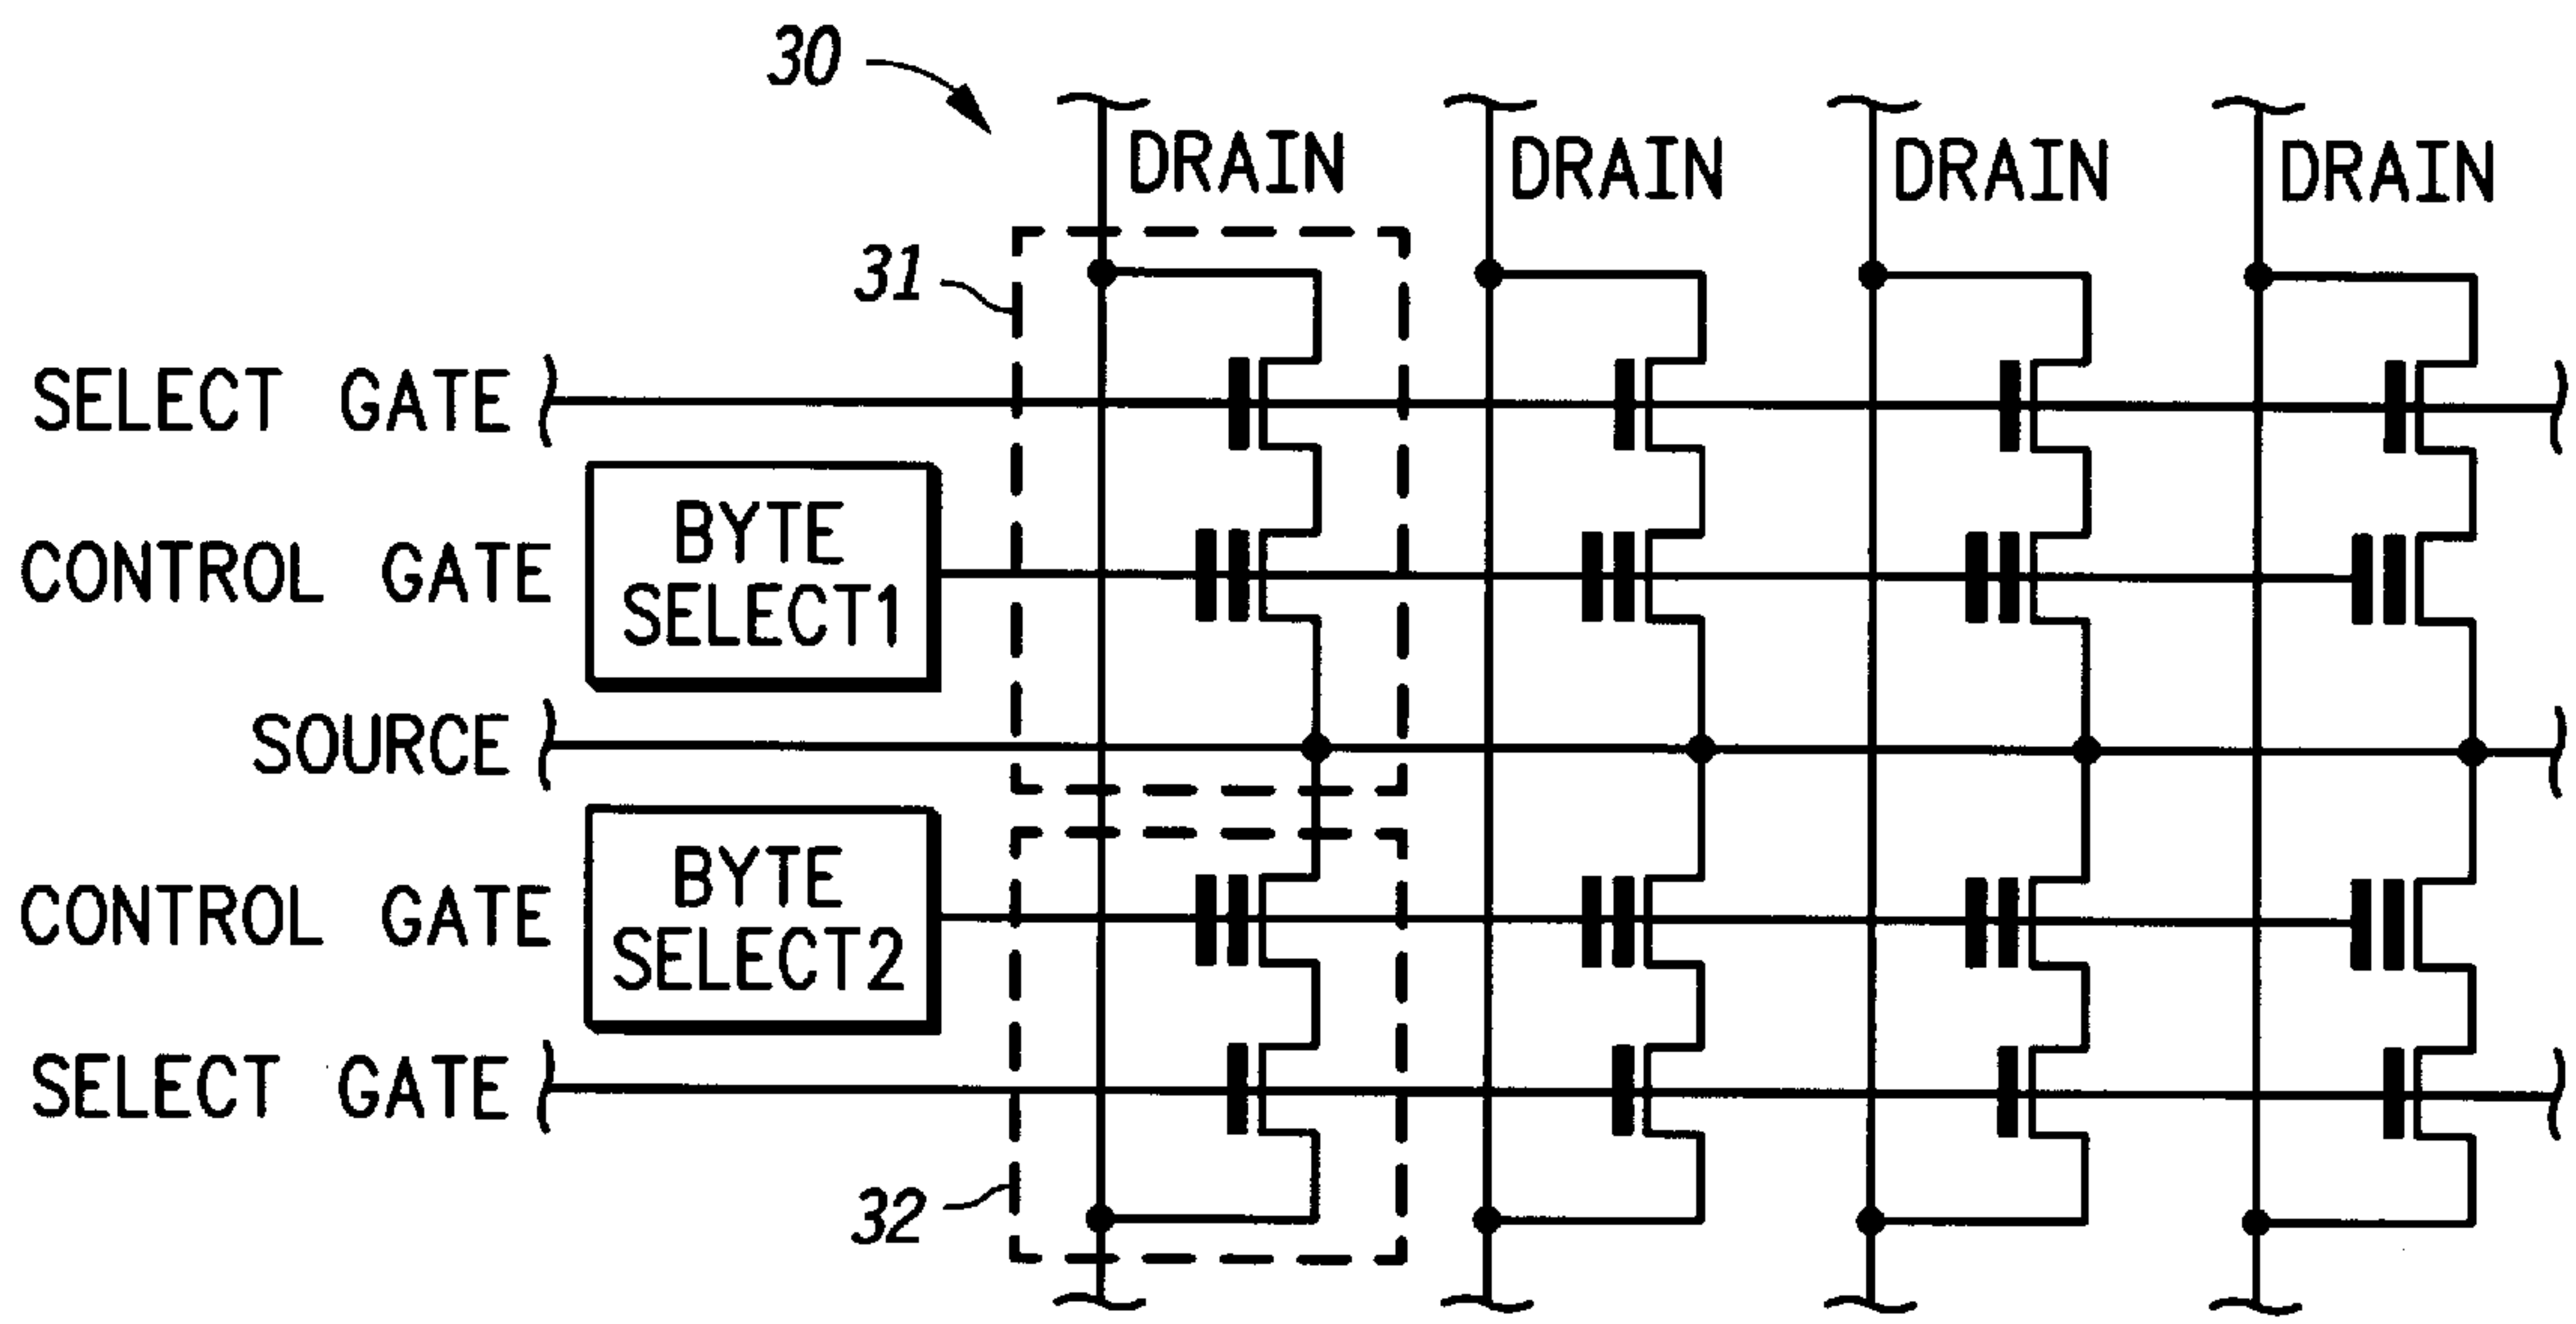 30
DRAIN DRAIN DRAIN DRAIN
31
SELECT GATE
CONTROL GATE
BYTE
SELECT1
SOURCE
CONTROL GATE
BYTE
SELECT2
SELECT GATE
32